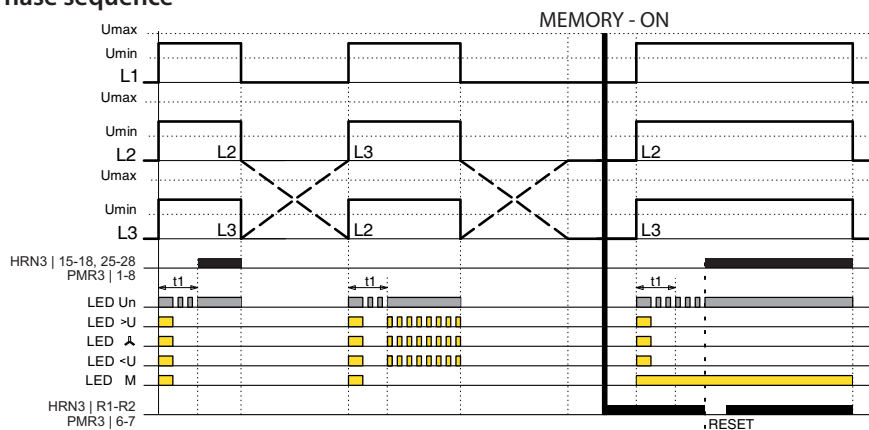 hase sequence
MEMORY - ON
Umax
Umin
L1
Umax
Umin
L2 L2 L3 L2
Umax
Umin
L3 L3 L2 L3
HRN3 | 15-18, 25-28
PMR3 | 1-8
t1 t1 t1
LED Un
LED >U
LED
LED <U
LED M
HRN3 | R1-R2
PMR3 | 6-7
RESET